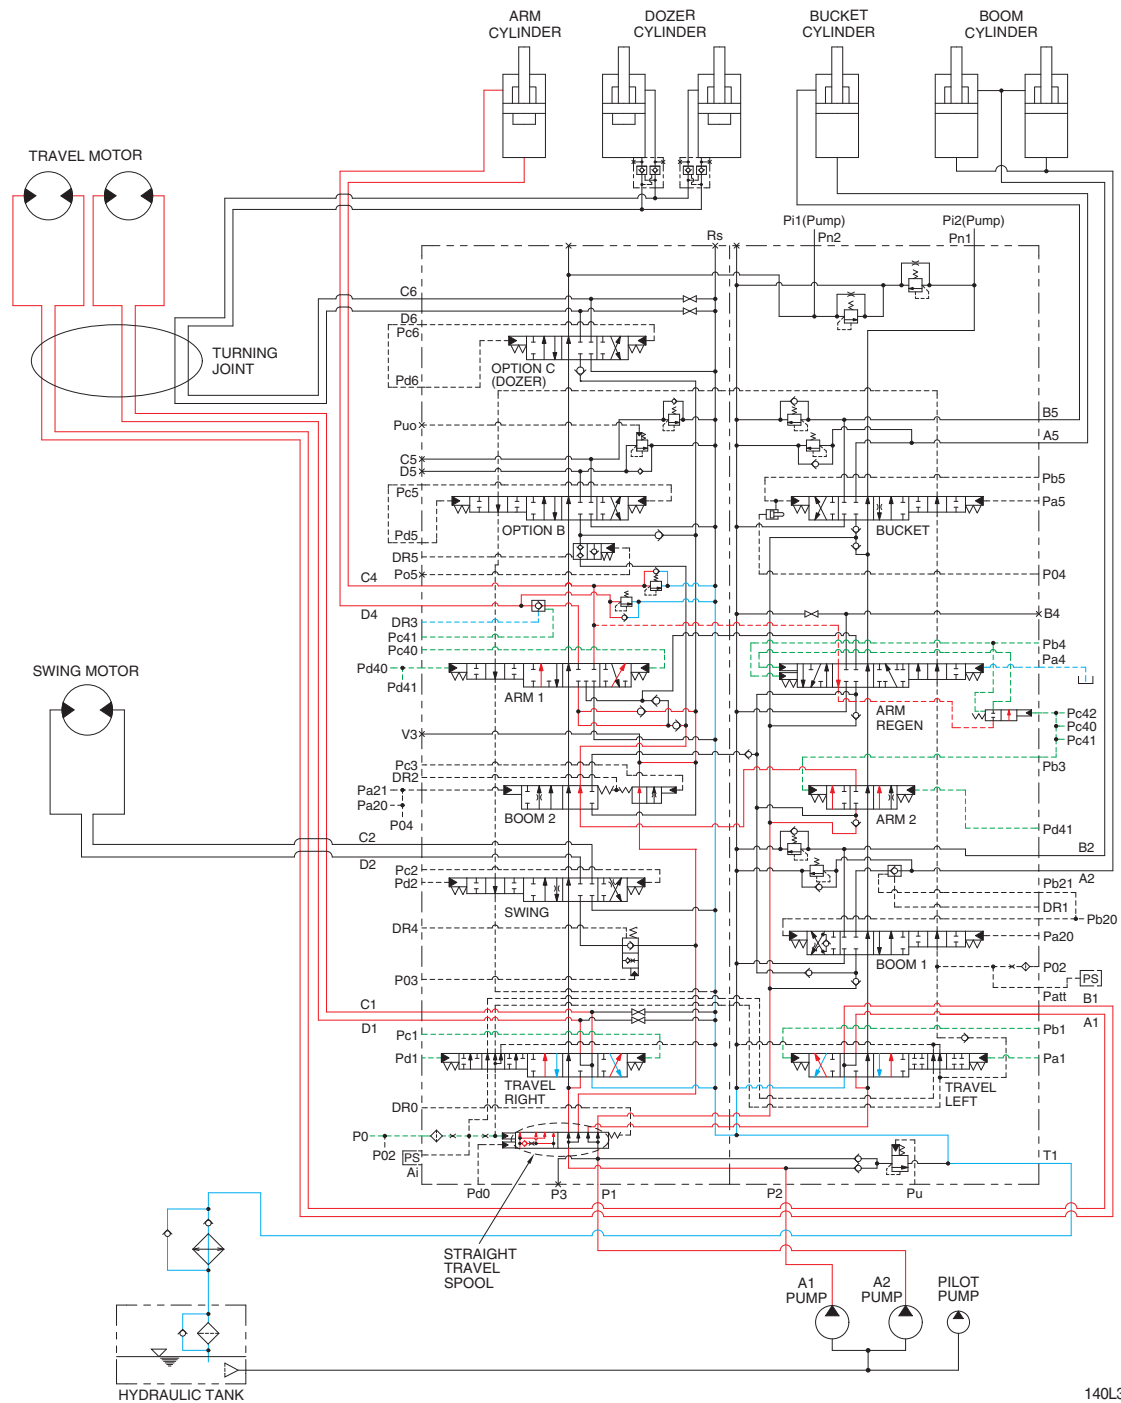 ARM
CYLINDER
DOZER
CYLINDER
BUCKET
CYLINDER
BOOM
CYLINDER
TRAVEL MOTOR
TURNING
JOINT
Rs
Pi1(Pump)
Pn2
Pi2(Pump)
Pn1
C6
D6
Pc6
Pd6
OPTION C
(DOZER)
Puo
C5
D5
Pc5
Pd5
OPTION B
DR5
Po5
B5
A5
Pb5
Pa5
BUCKET
P04
C4
D4
DR3
Pc41
Pc40
Pd40
Pd41
ARM 1
B4
Pb4
Pa4
ARM
REGEN
Pc42
Pc40
Pc41
Pb3
SWING MOTOR
V3
Pc3
DR2
Pa21
Pa20
P04
BOOM 2
ARM 2
Pd41
C2
D2
Pc2
Pd2
SWING
B2
A2
Pb21
DR1
Pb20
Pa20
BOOM 1
DR4
P03
P02
PS
Patt
C1
D1
Pc1
Pd1
TRAVEL
RIGHT
B1
A1
Pb1
Pa1
TRAVEL
LEFT
DR0
P0
P02
PS
Ai
Pd0
P3
P1
P2
Pu
T1
STRAIGHT
TRAVEL
SPOOL
A1
PUMP
A2
PUMP
PILOT
PUMP
HYDRAULIC TANK